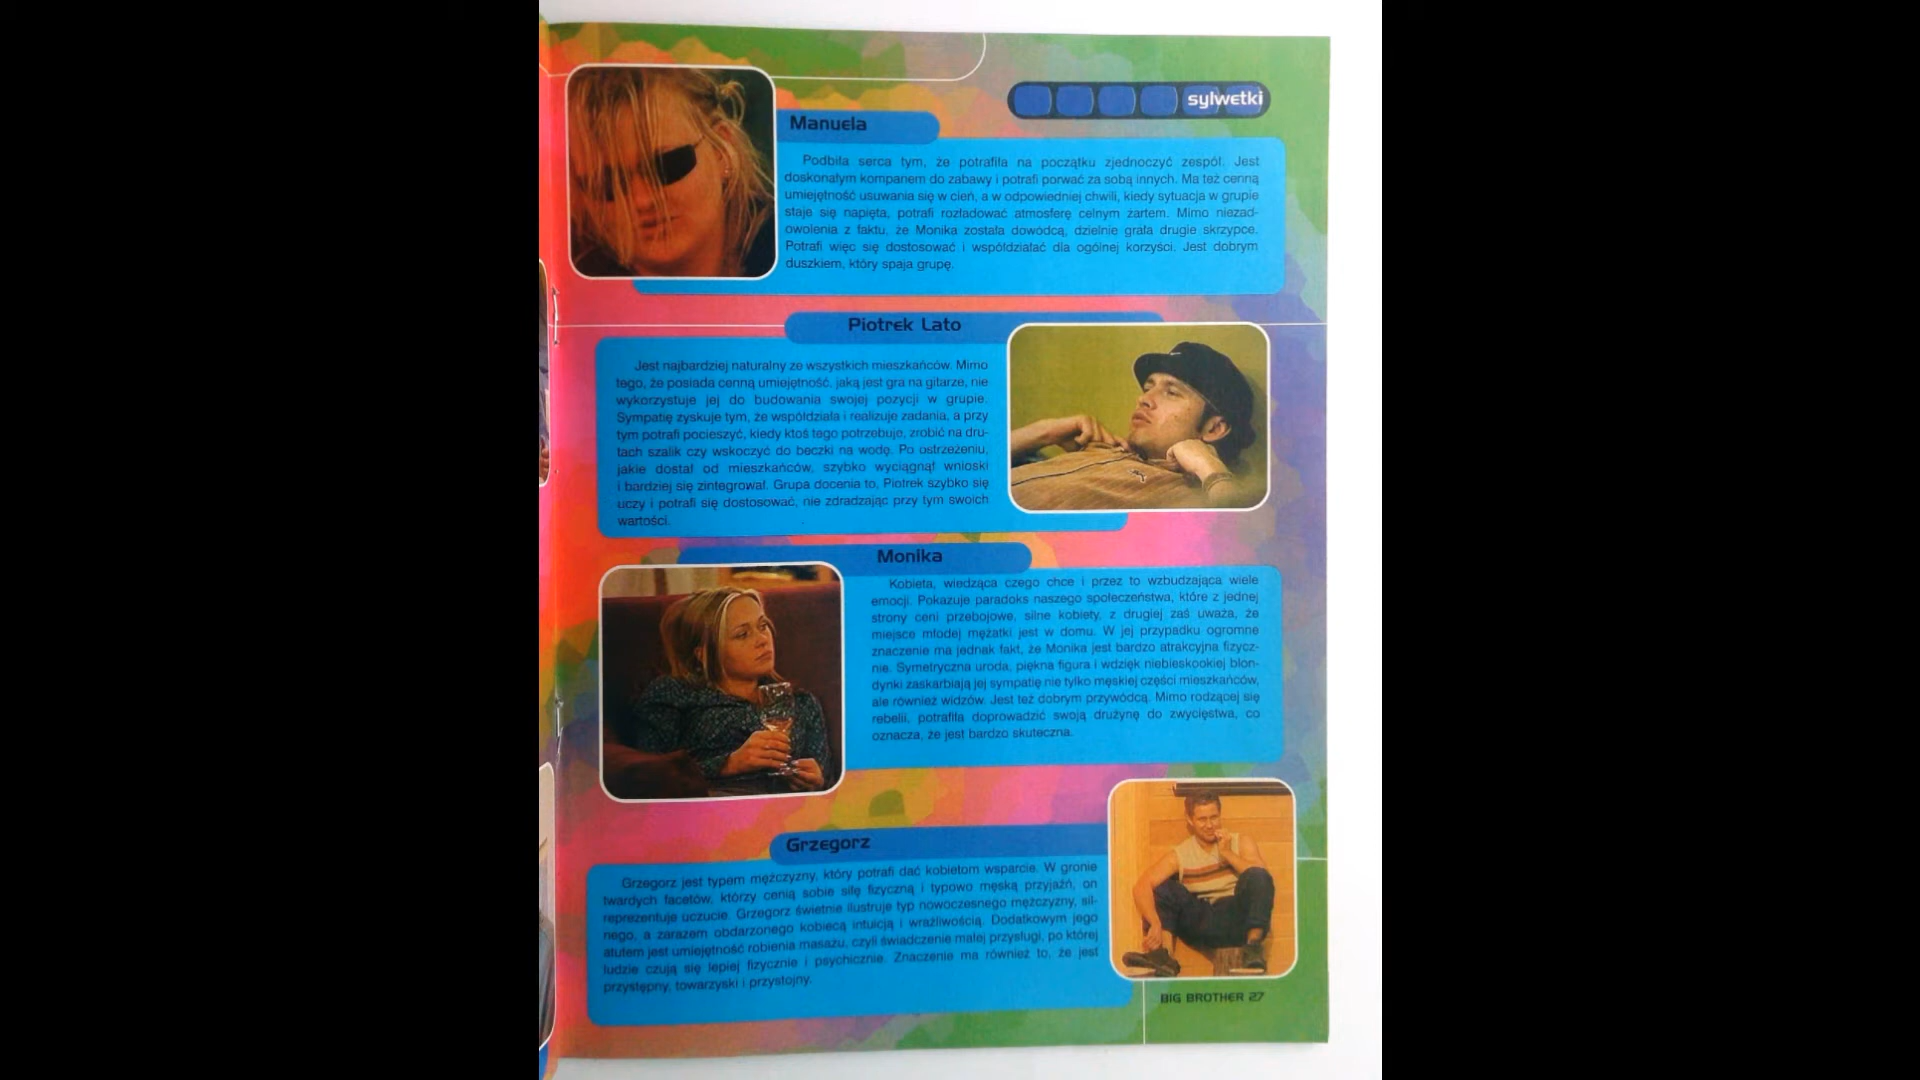 sylwetki
Manuela
Podbiła serca tym, że potrafiła na początku zjednoczyć zespół. Jest
doskonałym kompanem do zabawy i potrafi porwać za sobą innych. Ma też cenną
umiejętność usuwania się w cień, a w odpowiedniej chwili, kiedy sytuacja w grupie
staje się napięta, potrafi rozładować atmosferę celnym żartem. Mimo niezad-
owolenia z faktu, że Monika została dowódcą, dzielnie grała drugie skrzypce.
Potrafi więc się dostosować i współdziałać dla ogólnej korzyści. Jest dobrym
duszkiem, który spaja grupę.
Piotrek Lato
Jest najbardziej naturalny ze wszystkich mieszkańców. Mimo
tego, że posiada cenną umiejętność, jaką jest gra na gitarze, nie
wykorzystuje jej do budowania swojej pozycji w grupie.
Sympatię zyskuje tym, że współdziała i realizuje zadania, a przy
tym potrafi pocieszyć, kiedy ktoś tego potrzebuje, zrobić na dru-
tach szalik czy wskoczyć do beczki na wodę. Po ostrzeżeniu,
jakie dostał od mieszkańców, szybko wyciągnął wnioski
i bardziej się zintegrował. Grupa docenia to, Piotrek szybko się
uczy i potrafi się dostosować, nie zdradzając przy tym swoich
wartości.
Monika
Kobieta, wiedząca czego chce i przez to wzbudzająca wiele
emocji. Pokazuje paradoks naszego społeczeństwa, które z jednej
strony ceni przebojowe, silne kobiety, z drugiej zaś uważa, że
miejsce młodej mężatki jest w domu. W jej przypadku ogromne
znaczenie ma jednak fakt, że Monika jest bardzo atrakcyjna fizycz-
nie. Symetryczna uroda, piękna figura i wdzięk niebieskookiej blon-
dynki zaskarbiają jej sympatię nie tylko męskiej części mieszkańców,
ale również widzów. Jest też dobrym przywódcą. Mimo rodzącej się
rebelii, potrafiła doprowadzić swoją drużynę do zwycięstwa, co
oznacza, że jest bardzo skuteczna.
Grzegorz
Grzegorz jest typem mężczyzny, który potrafi dać kobietom wsparcie. W gronie
twardych facetów, którzy cenią sobie siłę fizyczną i typowo męską przyjaźń, on
reprezentuje uczucie. Grzegorz świetnie ilustruje typ nowoczesnego mężczyzny, sil-
nego, a zarazem obdarzonego kobiecą intuicją i wrażliwością. Dodatkowym jego
atutem jest umiejętność robienia masażu, czyli świadczenie małej przysługi, po której
ludzie czują się lepiej fizycznie i psychicznie. Znaczenie ma również to, że jest
przystępny, towarzyski i przystojny.
BIG BROTHER 27